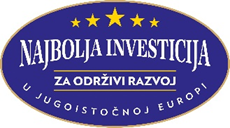 NAJBOLJA INVESTICIJA
ZA ODRŽIVI RAZVOJ
U JUGOISTOČNOJ EUROPI